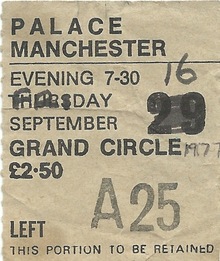 PALACE
MANCHESTER
EVENING 7-30 16
THURSDAY
SEPTEMBER 29
GRAND CIRCLE 1977
£2·50
A25
LEFT
THIS PORTION TO BE RETAINED